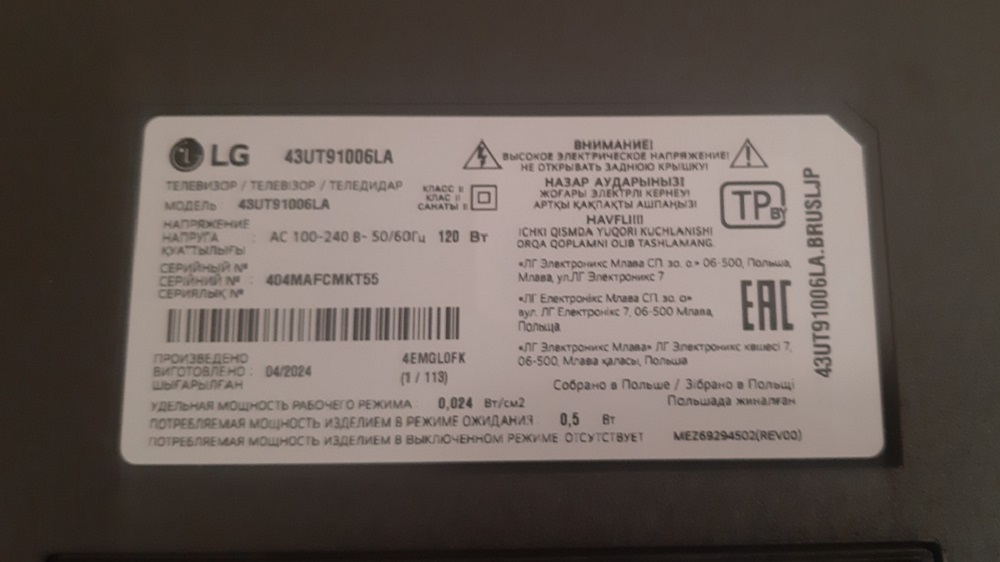 LG 43UT91006LA
ТЕЛЕВИЗОР / ТЕЛЕВІЗОР / ТЕЛЕДИДАР
МОДЕЛЬ 43UT91006LA
КЛАСС II
КЛАС II
САНАТЫ II
НАПРЯЖЕНИЕ
НАПРУГА : AC 100-240 В~ 50/60Гц 120 Вт
ҚУАТТЫЛЫҒЫ
СЕРИЙНЫЙ №
СЕРІЙНИЙ № : 404MAFCMKT55
СЕРИЯЛЫК №
ПРОИЗВЕДЕНО
ВИГОТОВЛЕНО : 04/2024
ШЫҒАРЫЛҒАН
4EMGL0FK
(1 / 113)
УДЕЛЬНАЯ МОЩНОСТЬ РАБОЧЕГО РЕЖИМА : 0,024 Вт/см2
ПОТРЕБЛЯЕМАЯ МОЩНОСТЬ ИЗДЕЛИЕМ В РЕЖИМЕ ОЖИДАНИЯ : 0,5 Вт
ПОТРЕБЛЯЕМАЯ МОЩНОСТЬ ИЗДЕЛИЕМ В ВЫКЛЮЧЕННОМ РЕЖИМЕ ОТСУТСТВУЕТ
ВНИМАНИЕ!
ВЫСОКОЕ ЭЛЕКТРИЧЕСКОЕ НАПРЯЖЕНИЕ!
НЕ ОТКРЫВАТЬ ЗАДНЮЮ КРЫШКУ!
НАЗАР АУДАРЫҢЫЗ!
ЖОҒАРЫ ЭЛЕКТРЛІ КЕРНЕУ!
АРТҚЫ ҚАҚПАҚТЫ АШПАҢЫЗ!
HAVFLI!!!
ICHKI QISMDA YUQORI KUCHLANISH!
ORQA QOPLAMNI OLIB TASHLAMANG.
TP BY
«ЛГ Электроникс Млава СП. зо. о.» 06-500, Польша,
Млава, ул.ЛГ Электроникс 7
«ЛГ Електронікс Млава СП. зо. о»
вул. ЛГ Електронікс 7, 06-500 Млава,
Польща
«ЛГ Электроникс Млава» ЛГ Электроникс көшесі 7,
06-500, Млава қаласы, Польша
EAC
Собрано в Польше / Зібрано в Польщі
Польшада жиналған
MEZ69294502(REV00)
43UT91006LA.BRUSLJP